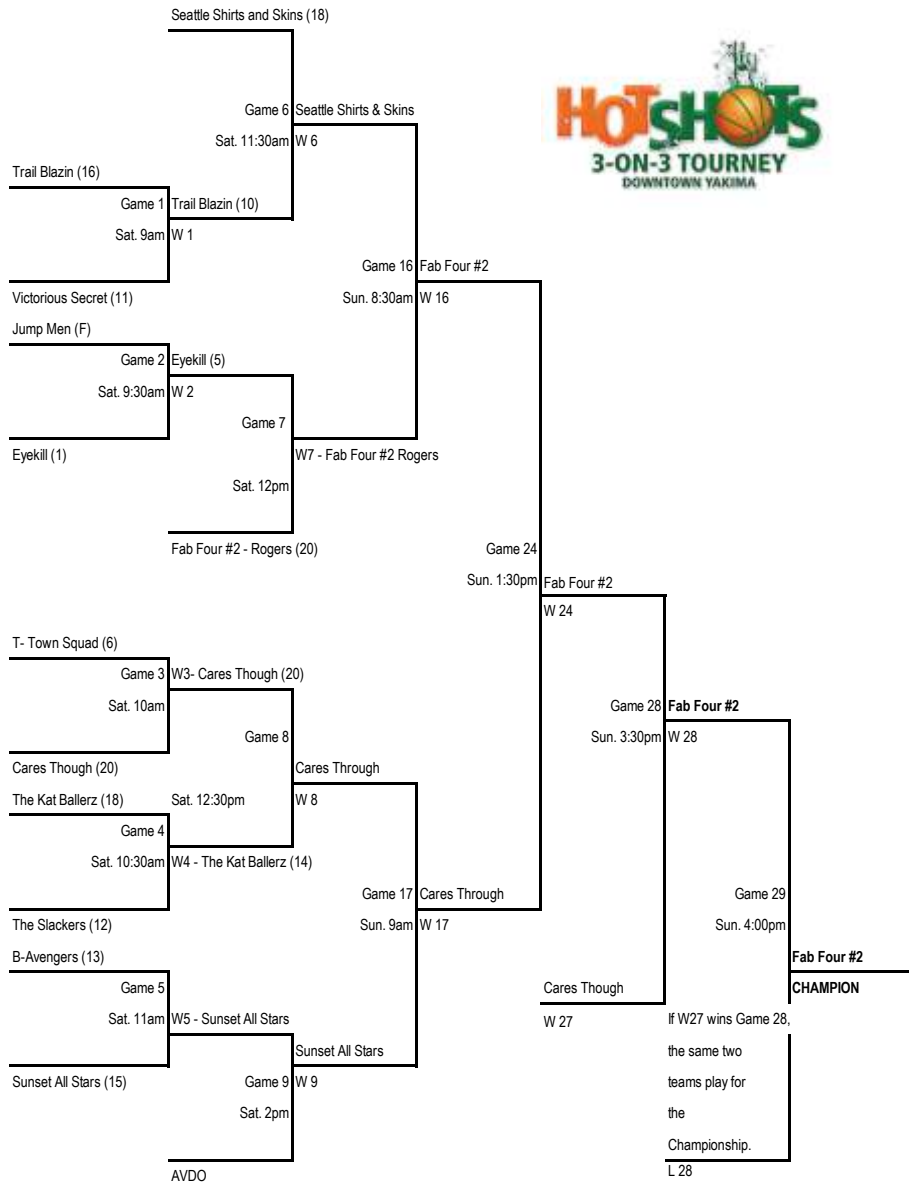 Seattle Shirts and Skins (18)
HOTSHOTS
3-ON-3 TOURNEY
DOWNTOWN YAKIMA
Game 6 Seattle Shirts & Skins
Sat. 11:30am W 6
Trail Blazin (16)
Game 1 Trail Blazin (10)
Sat. 9am W 1
Game 16 Fab Four #2
Victorious Secret (11)
Sun. 8:30am W 16
Jump Men (F)
Game 2 Eyekill (5)
Sat. 9:30am W 2
Game 7
Eyekill (1)
W7 - Fab Four #2 Rogers
Sat. 12pm
Fab Four #2 - Rogers (20)
Game 24
Sun. 1:30pm Fab Four #2
W 24
T- Town Squad (6)
Game 3 W3- Cares Though (20)
Sat. 10am
Game 28 Fab Four #2
Game 8
Sun. 3:30pm W 28
Cares Though (20)
Cares Through
The Kat Ballerz (18)
Sat. 12:30pm
W 8
Game 4
Sat. 10:30am W4 - The Kat Ballerz (14)
Game 17 Cares Through
Game 29
The Slackers (12)
Sun. 9am W 17
Sun. 4:00pm
B-Avengers (13)
Fab Four #2
Game 5
Cares Though
CHAMPION
Sat. 11am W5 - Sunset All Stars
W 27
If W27 wins Game 28,
Sunset All Stars
the same two
Sunset All Stars (15)
Game 9 W 9
teams play for
Sat. 2pm
the
Championship.
AVDO
L 28